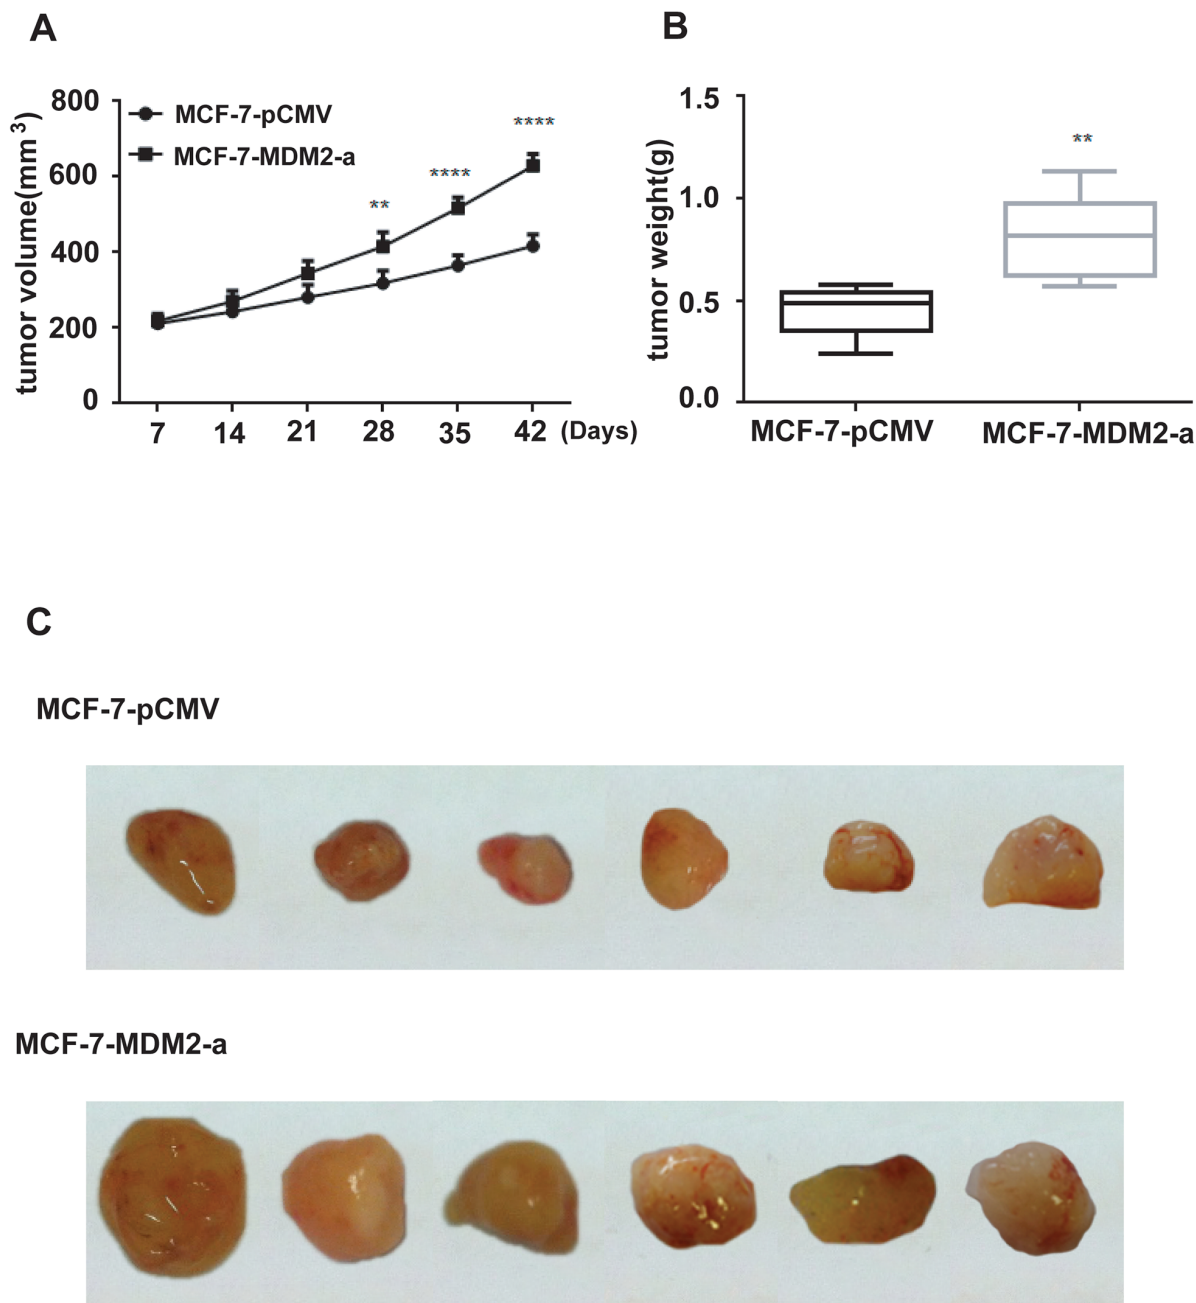 A
tumor volume(mm³)
800
600
400
200
0
MCF-7-pCMV
MCF-7-MDM2-a
**
****
****
7 14 21 28 35 42 (Days)
B
tumor weight(g)
1.5
1.0
0.5
0.0
**
MCF-7-pCMV MCF-7-MDM2-a
C
MCF-7-pCMV
MCF-7-MDM2-a